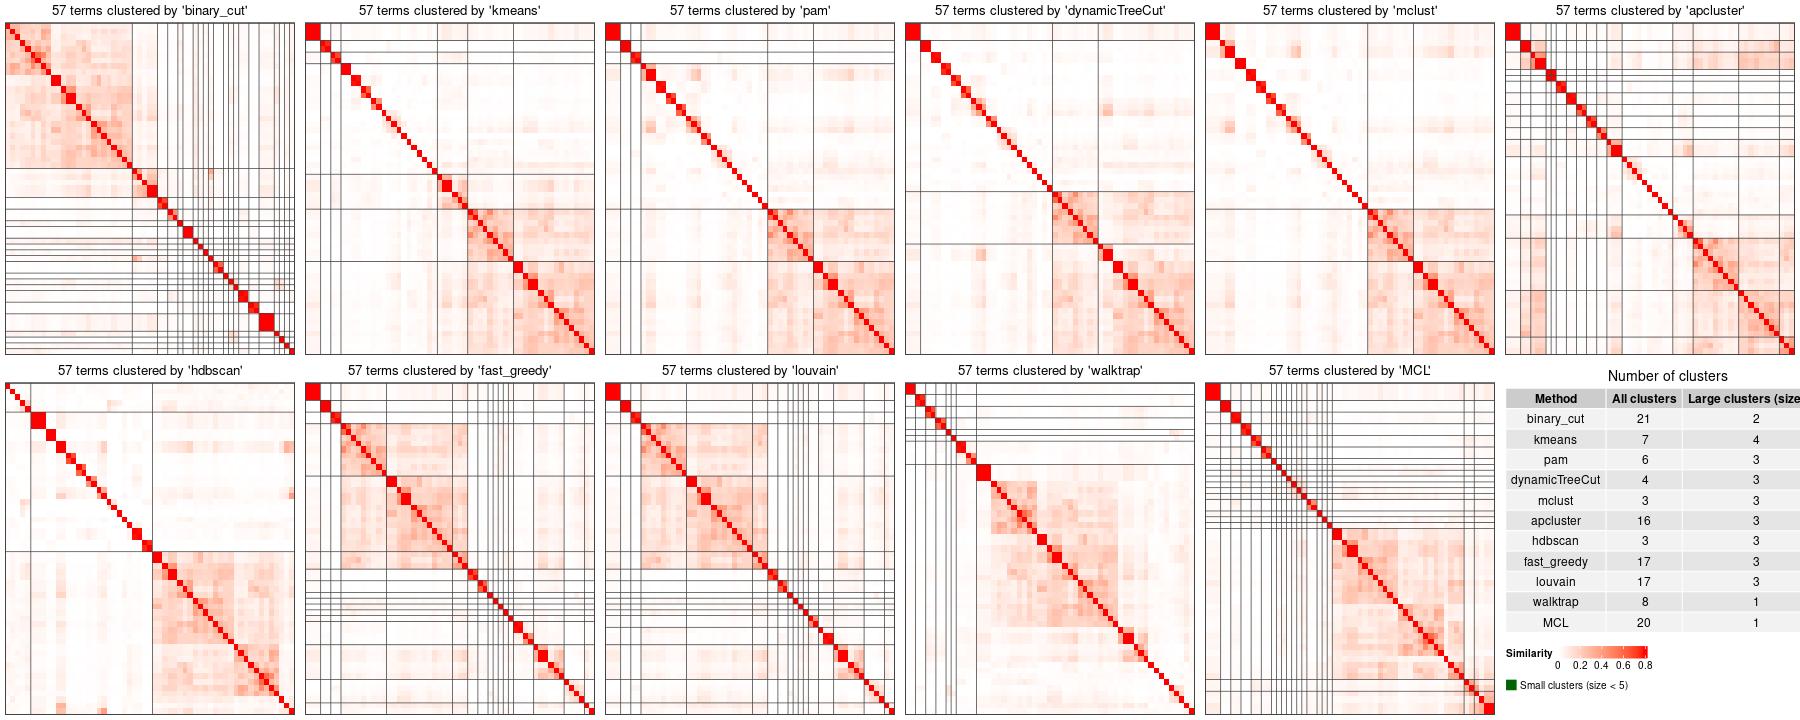 57 terms clustered by 'binary_cut'
57 terms clustered by 'kmeans'
57 terms clustered by 'pam'
57 terms clustered by 'dynamicTreeCut'
57 terms clustered by 'mclust'
57 terms clustered by 'apcluster'
57 terms clustered by 'hdbscan'
57 terms clustered by 'fast_greedy'
57 terms clustered by 'louvain'
57 terms clustered by 'walktrap'
57 terms clustered by 'MCL'
Number of clusters
Method All clusters Large clusters (size
binary_cut 21 2
kmeans 7 4
pam 6 3
dynamicTreeCut 4 3
mclust 3 3
apcluster 16 3
hdbscan 3 3
fast_greedy 17 3
louvain 17 3
walktrap 8 1
MCL 20 1
Similarity
0 0.2 0.4 0.6 0.8
Small clusters (size < 5)